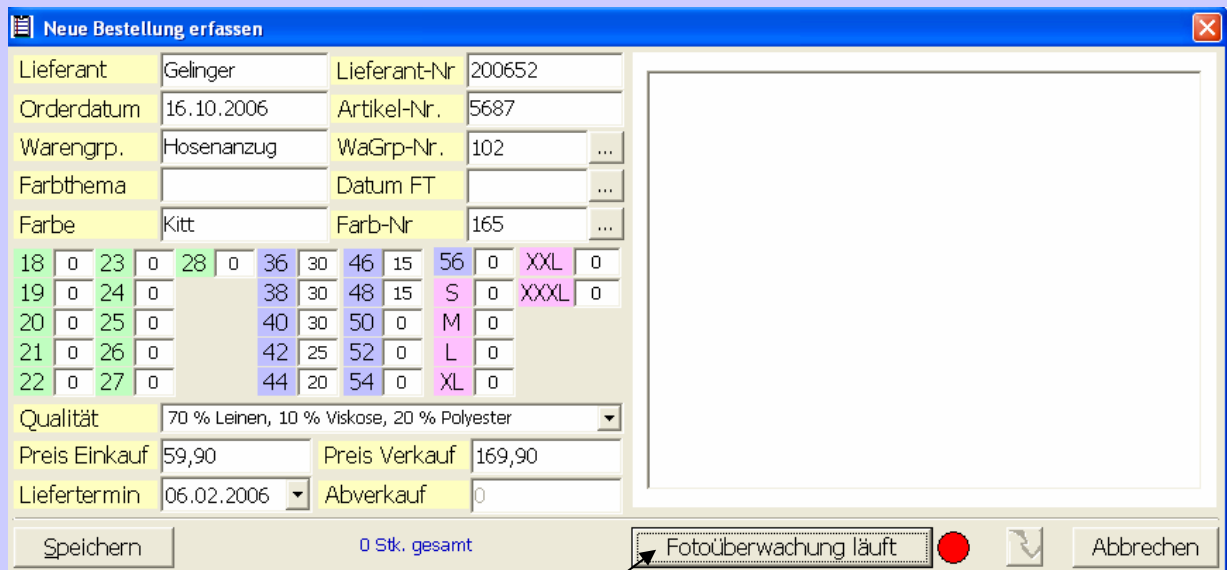 Neue Bestellung erfassen
Lieferant Gelinger Lieferant-Nr 200652
Orderdatum 16.10.2006 Artikel-Nr. 5687
Warengrp. Hosenanzug WaGrp-Nr. 102 ...
Farbthema Datum FT ...
Farbe Kitt Farb-Nr 165 ...
18 0 23 0 28 0 36 30 46 15 56 0 XXL 0
19 0 24 0 38 30 48 15 S 0 XXXL 0
20 0 25 0 40 30 50 0 M 0
21 0 26 0 42 25 52 0 L 0
22 0 27 0 44 20 54 0 XL 0
Qualität 70 % Leinen, 10 % Viskose, 20 % Polyester
Preis Einkauf 59,90 Preis Verkauf 169,90
Liefertermin 06.02.2006 Abverkauf 0
Speichern 0 Stk. gesamt Fotoüberwachung läuft Abbrechen